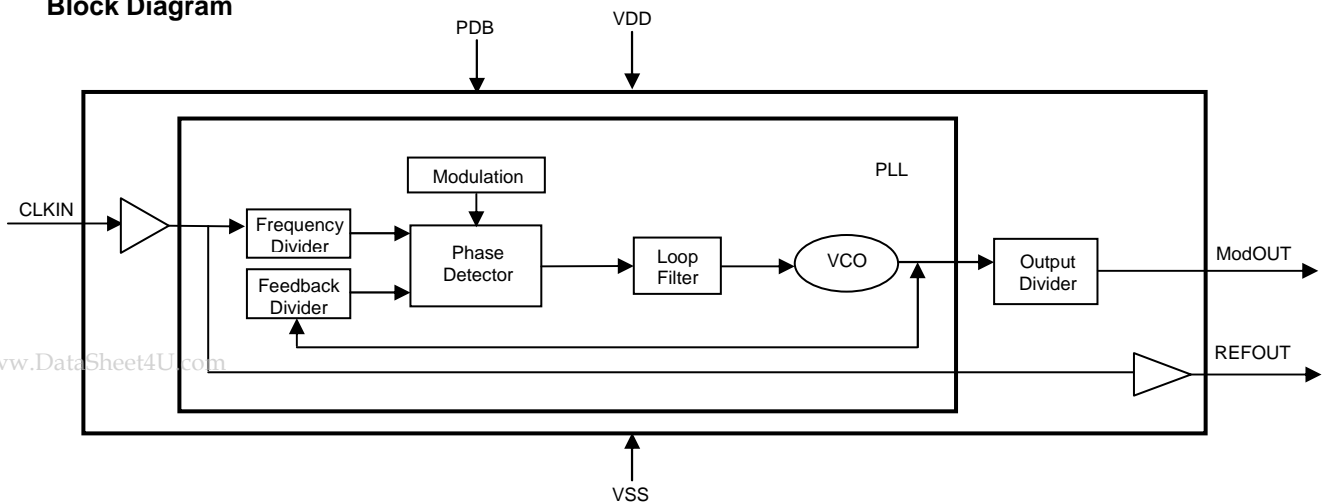 Block Diagram
PDB
VDD
PLL
Modulation
CLKIN
Frequency
Divider
Phase
Detector
Loop
Filter
VCO
Output
Divider
ModOUT
Feedback
Divider
REFOUT
ww.DataSheet4U.com
VSS